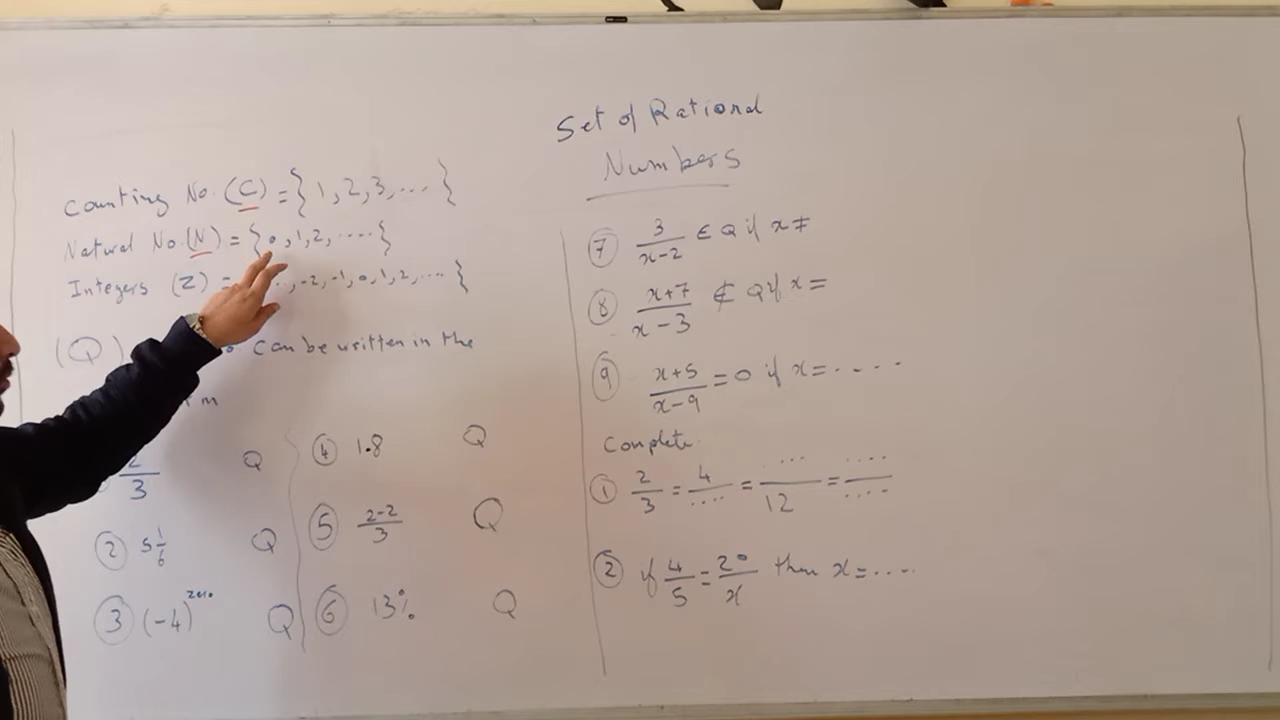 Set of Rational
Numbers
Counting No. (C) = { 1, 2, 3, .... }
Natural No. (N) = { 0, 1, 2, ..... }
Integers (Z) = .., -2, -1, 0, 1, 2, .... }
(Q) can be written in the
m
2/3 Q
② 5 1/6 Q
③ (-4)^zero Q
④ 1.8 Q
⑤ 2-2/3 Q
⑥ 13% Q
⑦ 3/x-2 ∈ Q if x ≠
⑧ x+7/x-3 ∉ Q if x =
⑨ x+5/x-9 = 0 if x = ....
Complete.
① 2/3 = 4/.... = ..../12 = ..../....
② if 4/5 = 20/x then x = ....